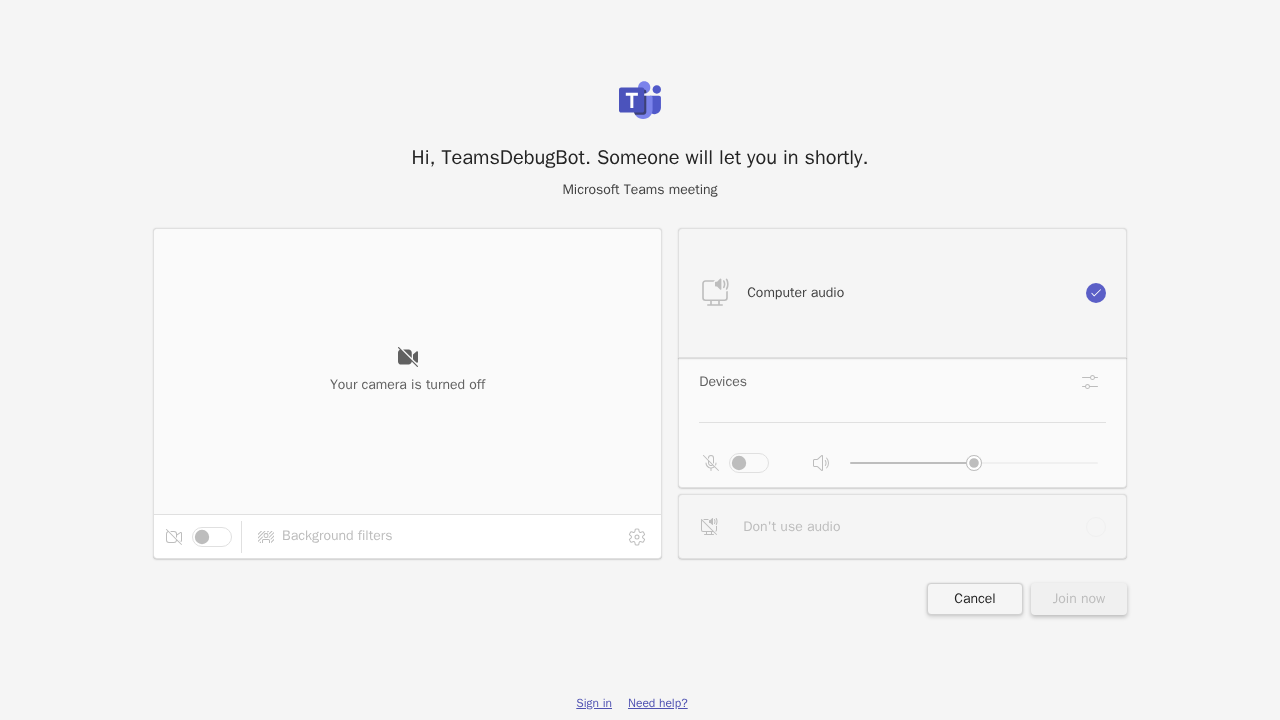 T
Hi, TeamsDebugBot. Someone will let you in shortly.
Microsoft Teams meeting
Your camera is turned off
Background filters
Computer audio
Devices
Don't use audio
Cancel
Join now
Sign in
Need help?